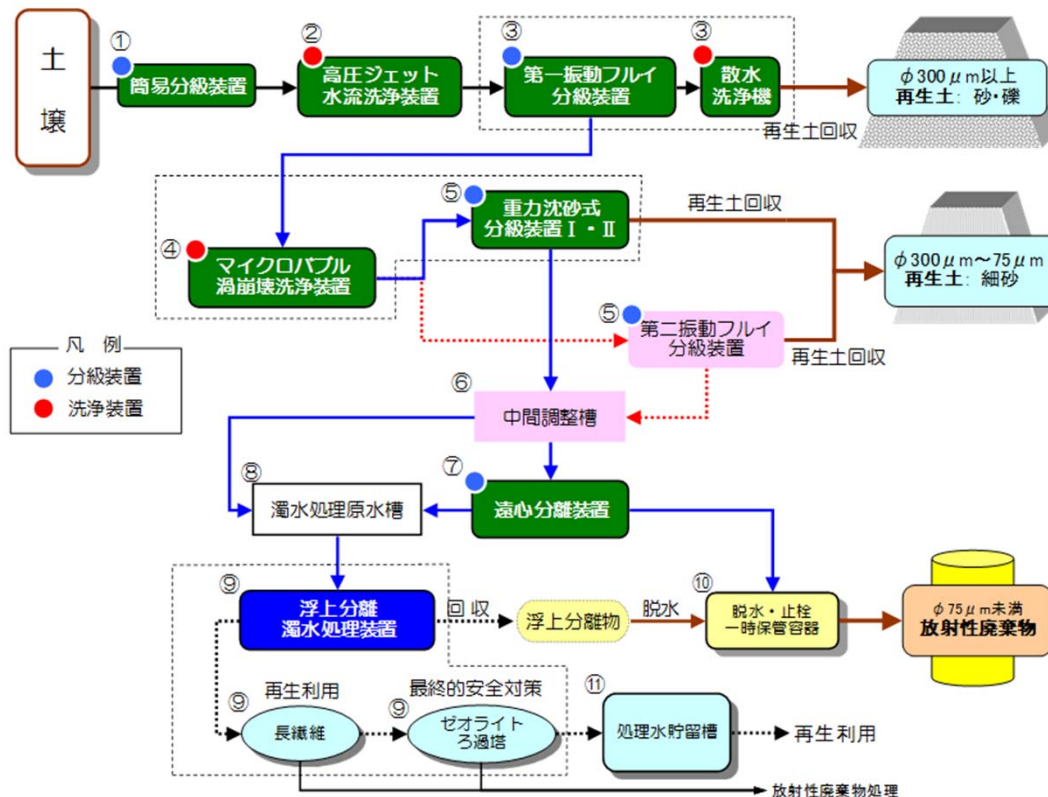 土
壌
①
簡易分級装置
②
高圧ジェット
水流洗浄装置
③
第一振動フルイ
分級装置
③
散水
洗浄機
再生土回収
φ300μm以上
再生土：砂・礫
④
マイクロバブル
渦崩壊洗浄装置
⑤
重力沈砂式
分級装置Ⅰ・Ⅱ
再生土回収
φ300μm～75μm
再生土：細砂
⑤
第二振動フルイ
分級装置
再生土回収
凡 例
分級装置
洗浄装置
⑥
中間調整槽
⑦
遠心分離装置
⑧
濁水処理原水槽
⑨
浮上分離
濁水処理装置
回収
浮上分離物
脱水
⑩
脱水・止栓
一時保管容器
φ75μm未満
放射性廃棄物
再生利用
⑨
長繊維
最終的安全対策
⑨
ゼオライト
ろ過塔
⑪
処理水貯留槽
再生利用
放射性廃棄物処理